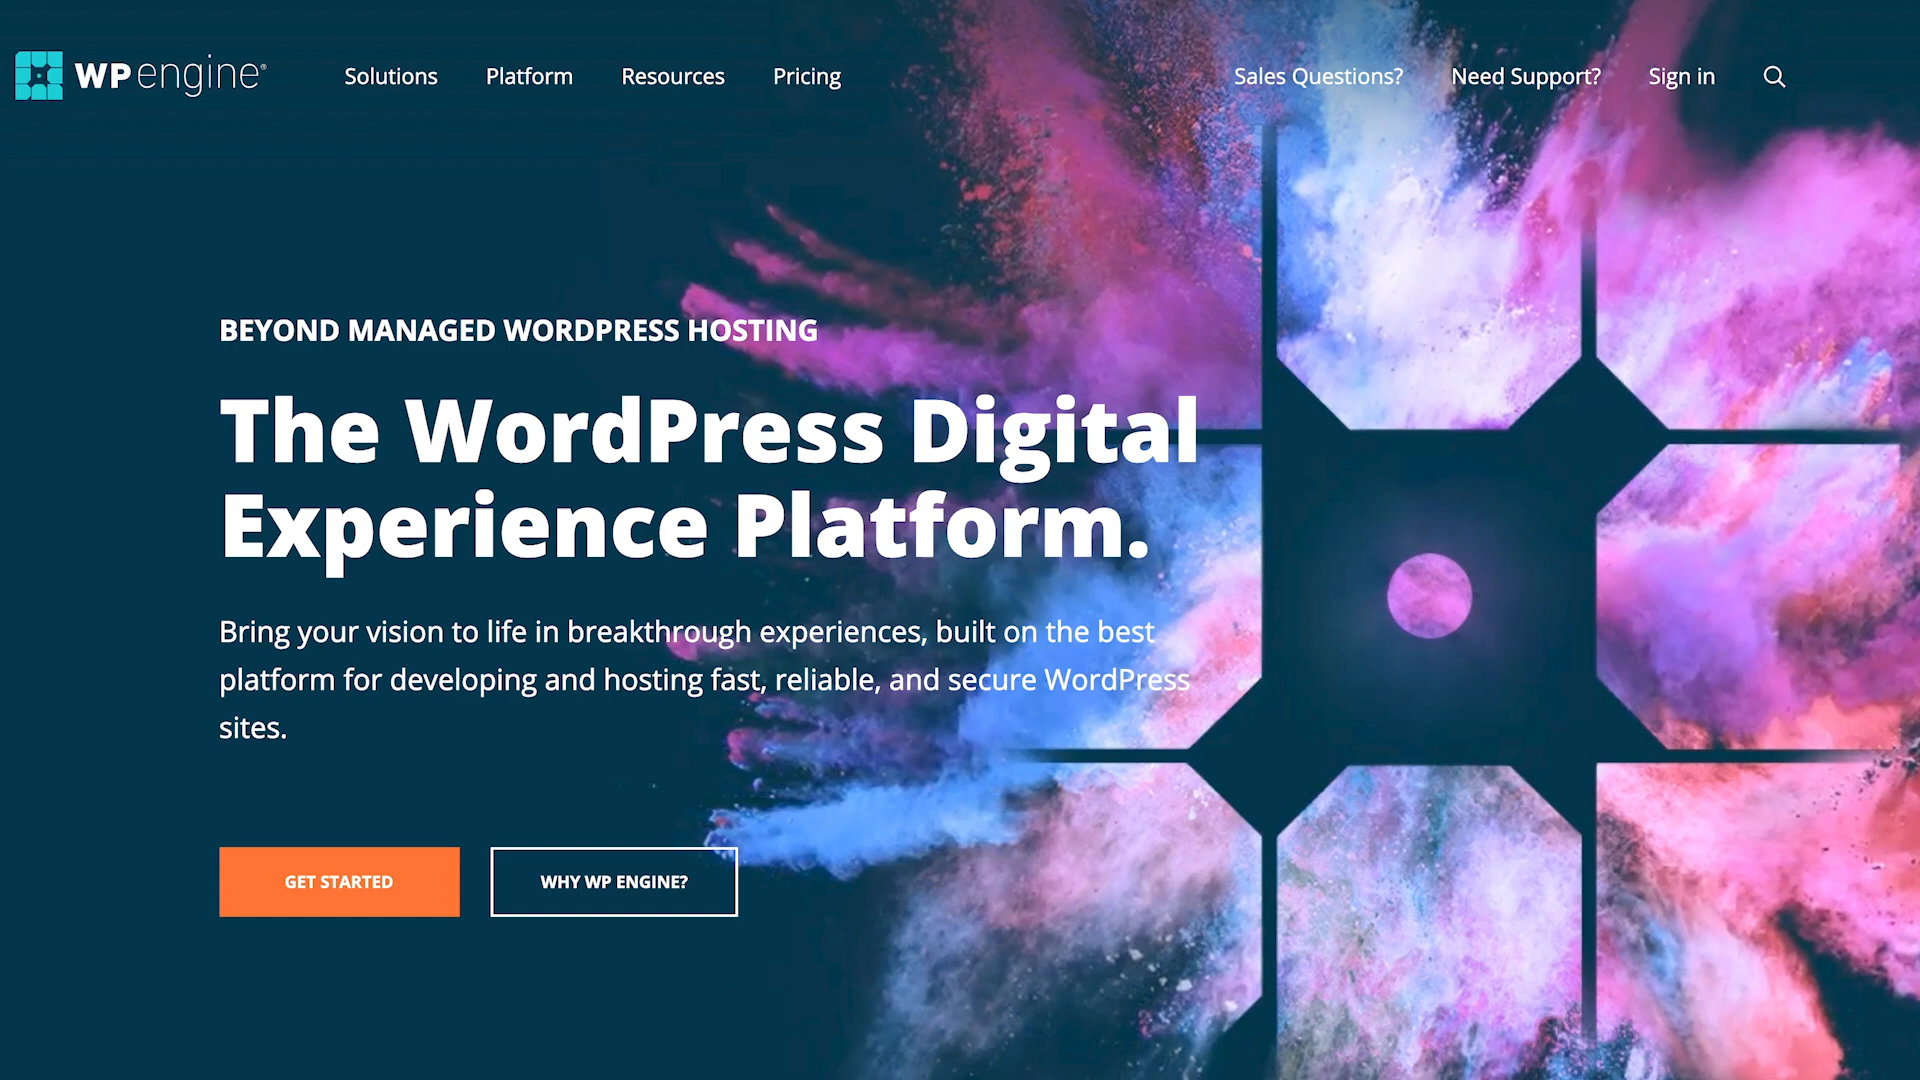 WPengine®
Solutions
Platform
Resources
Pricing
Sales Questions?
Need Support?
Sign in
BEYOND MANAGED WORDPRESS HOSTING
The WordPress Digital
Experience Platform.
Bring your vision to life in breakthrough experiences, built on the best
platform for developing and hosting fast, reliable, and secure WordPress
sites.
GET STARTED
WHY WP ENGINE?